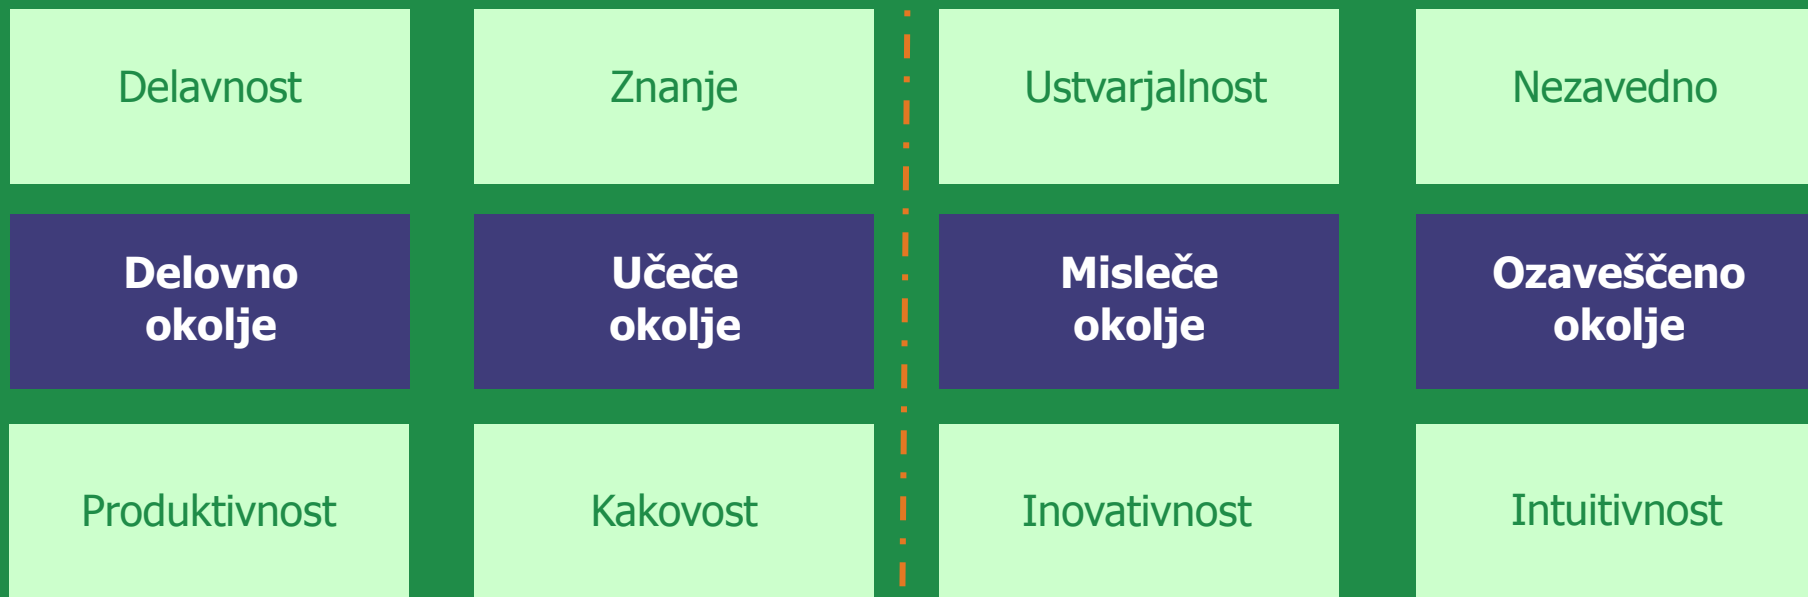 Delavnost
Znanje
Ustvarjalnost
Nezavedno
Delovno
okolje
Učeče
okolje
Misleče
okolje
Ozaveščeno
okolje
Produktivnost
Kakovost
Inovativnost
Intuitivnost